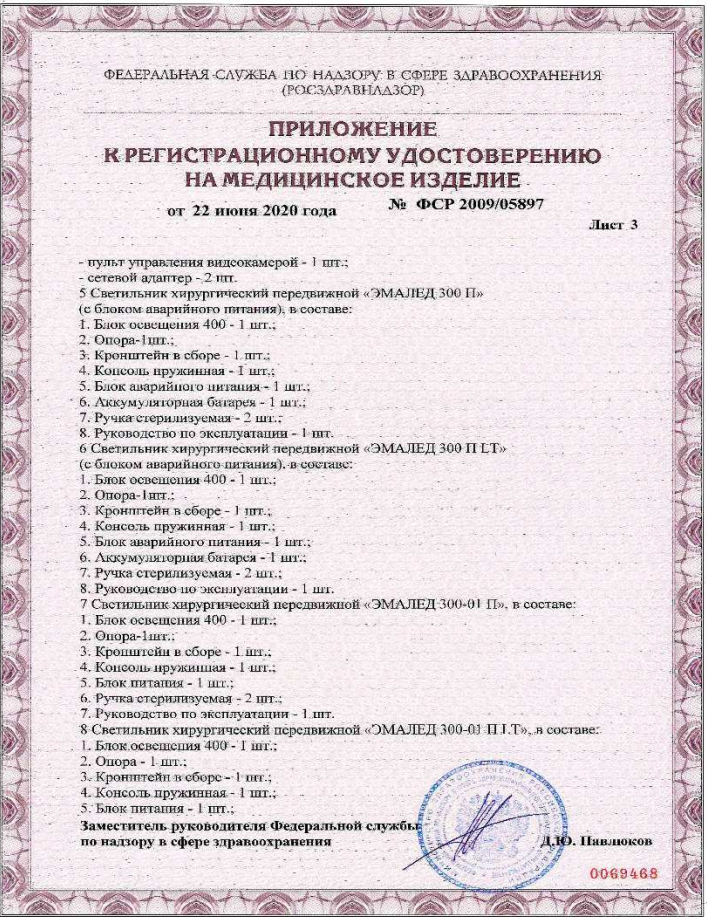 ФЕДЕРАЛЬНАЯ СЛУЖБА ПО НАДЗОРУ В СФЕРЕ ЗДРАВООХРАНЕНИЯ
(РОСЗДРАВНАДЗОР)
ПРИЛОЖЕНИЕ
К РЕГИСТРАЦИОННОМУ УДОСТОВЕРЕНИЮ
НА МЕДИЦИНСКОЕ ИЗДЕЛИЕ
от 22 июня 2020 года № ФСР 2009/05897
Лист 3
- пульт управления видеокамерой - 1 шт.;
- сетевой адаптер - 2 шт.
5 Светильник хирургический передвижной «ЭМАЛЕД 300 П»
(с блоком аварийного питания), в составе:
1. Блок освещения 400 - 1 шт.;
2. Опора-1шт.;
3. Кронштейн в сборе - 1 шт.;
4. Консоль пружинная - 1 шт.;
5. Блок аварийного питания - 1 шт.;
6. Аккумуляторная батарея - 1 шт.;
7. Ручка стерилизуемая - 2 шт.;
8. Руководство по эксплуатации - 1 шт.
6 Светильник хирургический передвижной «ЭМАЛЕД 300 П LT»
(с блоком аварийного питания), в составе:
1. Блок освещения 400 - 1 шт.;
2. Опора-1шт.;
3. Кронштейн в сборе - 1 шт.;
4. Консоль пружинная - 1 шт.;
5. Блок аварийного питания - 1 шт.;
6. Аккумуляторная батарея - 1 шт.;
7. Ручка стерилизуемая - 2 шт.;
8. Руководство по эксплуатации - 1 шт.
7 Светильник хирургический передвижной «ЭМАЛЕД 300-01 П», в составе:
1. Блок освещения 400 - 1 шт.;
2. Опора-1шт.;
3. Кронштейн в сборе - 1 шт.;
4. Консоль пружинная - 1 шт.;
5. Блок питания - 1 шт.;
6. Ручка стерилизуемая - 2 шт.;
7. Руководство по эксплуатации - 1 шт.
8 Светильник хирургический передвижной «ЭМАЛЕД 300-01 П LT», в составе:
1. Блок освещения 400 - 1 шт.;
2. Опора - 1 шт.;
3. Кронштейн в сборе - 1 шт.;
4. Консоль пружинная - 1 шт.;
5. Блок питания - 1 шт.;
Заместитель руководителя Федеральной службы
по надзору в сфере здравоохранения Д.Ю. Павлюков
0069468